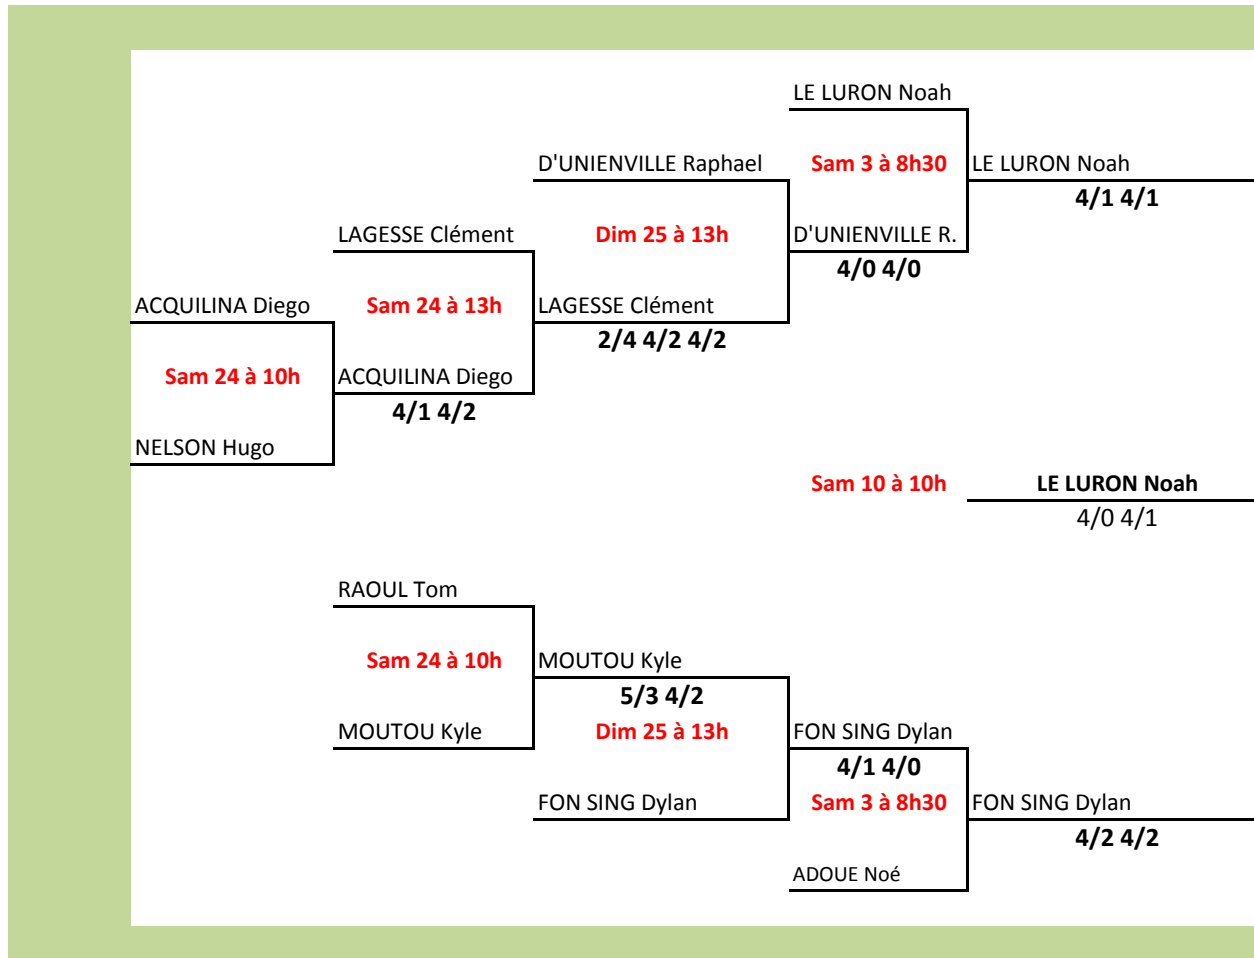 LE LURON Noah
D'UNIENVILLE Raphael
Sam 3 à 8h30
LE LURON Noah
4/1 4/1
LAGESSE Clément
Dim 25 à 13h
D'UNIENVILLE R.
4/0 4/0
ACQUILINA Diego
Sam 24 à 13h
LAGESSE Clément
2/4 4/2 4/2
Sam 24 à 10h
ACQUILINA Diego
4/1 4/2
NELSON Hugo
Sam 10 à 10h
LE LURON Noah
4/0 4/1
RAOUL Tom
Sam 24 à 10h
MOUTOU Kyle
5/3 4/2
MOUTOU Kyle
Dim 25 à 13h
FON SING Dylan
4/1 4/0
FON SING Dylan
Sam 3 à 8h30
FON SING Dylan
4/2 4/2
ADOUE Noé